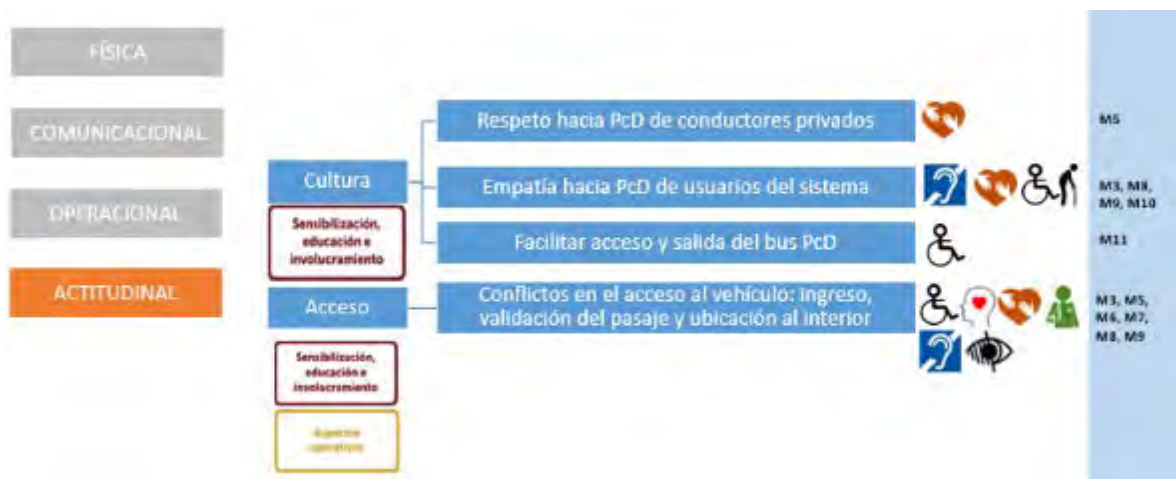 FÍSICA
COMUNICACIONAL
OPERACIONAL
ACTITUDINAL
Cultura
Sensibilización,
educación e
involucramiento
Respeto hacia PcD de conductores privados
M5
Empatía hacia PcD de usuarios del sistema
M3, M8,
M9, M10
Facilitar acceso y salida del bus PcD
M11
Acceso
Conflictos en el acceso al vehículo: Ingreso,
validación del pasaje y ubicación al interior
M3, M5,
M6, M7,
M8, M9
Sensibilización,
educación e
involucramiento
Aspectos
operativos